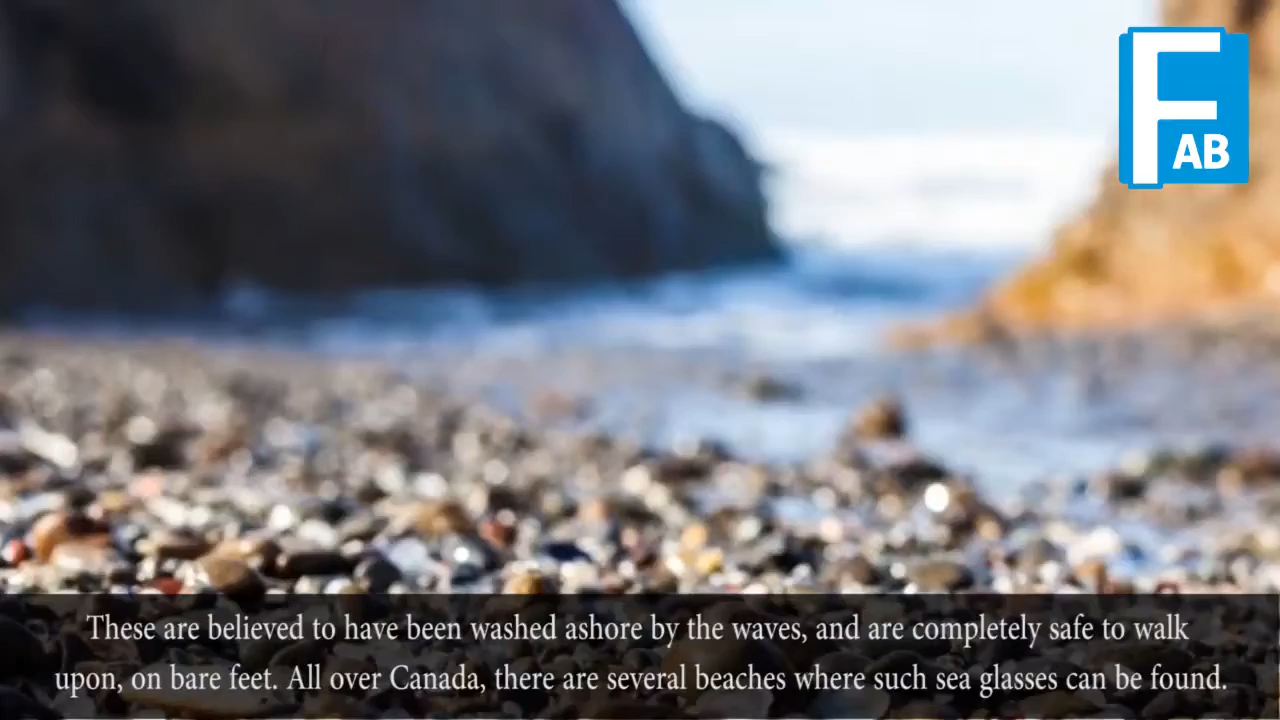 F
AB
These are believed to have been washed ashore by the waves, and are completely safe to walk
upon, on bare feet. All over Canada, there are several beaches where such sea glasses can be found.